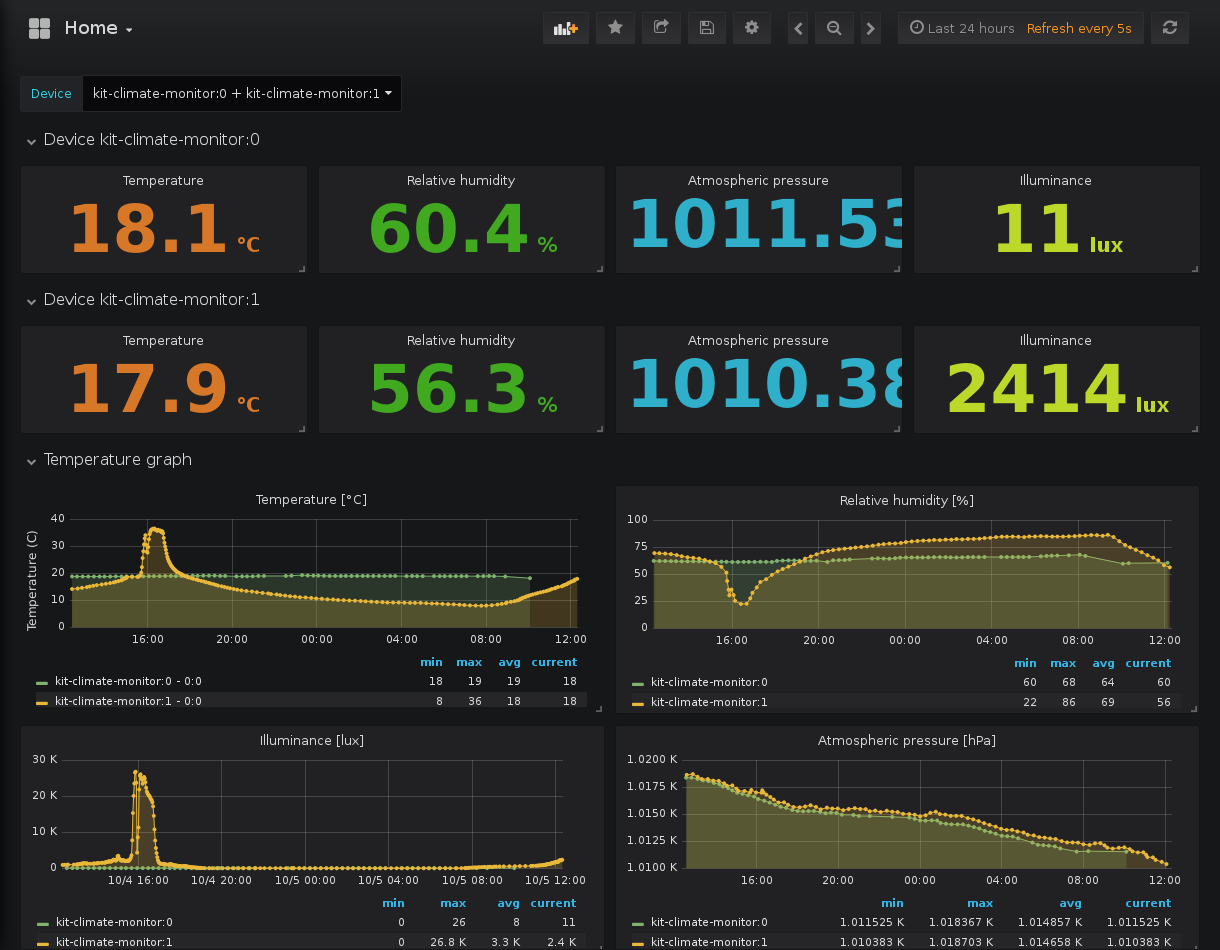 Home
Last 24 hours Refresh every 5s
Device kit-climate-monitor:0 + kit-climate-monitor:1
Device kit-climate-monitor:0
Temperature Relative humidity Atmospheric pressure Illuminance
18.1 °C 60.4 % 1011.53 11 lux
Device kit-climate-monitor:1
Temperature Relative humidity Atmospheric pressure Illuminance
17.9 °C 56.3 % 1010.38 2414 lux
Temperature graph
Temperature [°C]
Temperature (C)
40
30
20
10
0
16:00 20:00 00:00 04:00 08:00 12:00
min max avg current
kit-climate-monitor:0 - 0:0 18 19 19 18
kit-climate-monitor:1 - 0:0 8 36 18 18
Relative humidity [%]
100
75
50
25
0
16:00 20:00 00:00 04:00 08:00 12:00
min max avg current
kit-climate-monitor:0 60 68 64 60
kit-climate-monitor:1 22 86 69 56
Illuminance [lux]
30 K
20 K
10 K
0
10/4 16:00 10/4 20:00 10/5 00:00 10/5 04:00 10/5 08:00 10/5 12:00
min max avg current
kit-climate-monitor:0 0 26 8 11
kit-climate-monitor:1 0 26.8 K 3.3 K 2.4 K
Atmospheric pressure [hPa]
1.0200 K
1.0175 K
1.0150 K
1.0125 K
1.0100 K
16:00 20:00 00:00 04:00 08:00 12:00
min max avg current
kit-climate-monitor:0 1.011525 K 1.018367 K 1.014857 K 1.011525 K
kit-climate-monitor:1 1.010383 K 1.018703 K 1.014658 K 1.010383 K